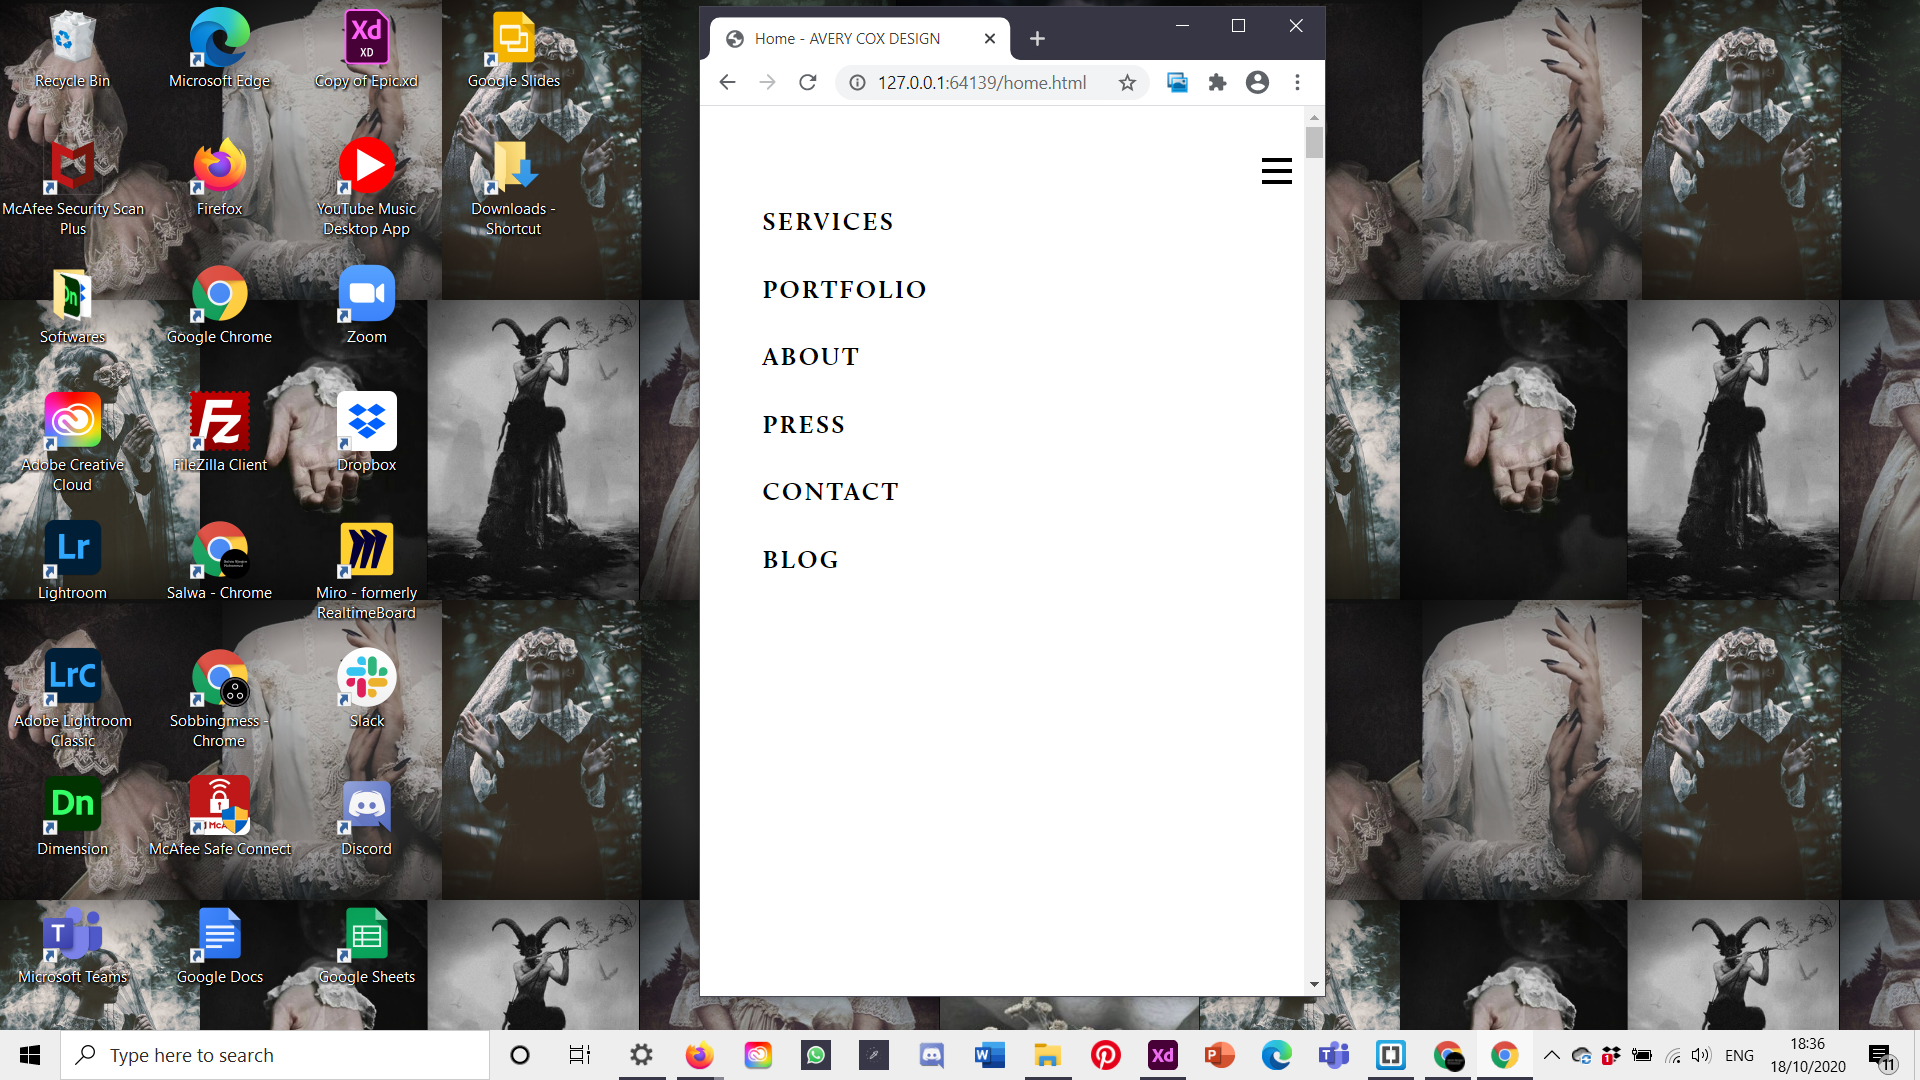 Recycle Bin
Microsoft Edge
Xd
XD
Copy of Epic.xd
Google Slides
McAfee Security Scan
Plus
Firefox
YouTube Music
Desktop App
Downloads -
Shortcut
Dn
Softwares
Google Chrome
Zoom
Adobe Creative
Cloud
Fz
FileZilla Client
Dropbox
Lr
Lightroom
Salwa - Chrome
Miro - formerly
RealtimeBoard
LrC
Adobe Lightroom
Classic
Sobbingmess -
Chrome
Slack
Dn
Dimension
McAfee Safe Connect
Discord
T
Microsoft Teams
Google Docs
Google Sheets
Home - AVERY COX DESIGN
127.0.0.1:64139/home.html
SERVICES
PORTFOLIO
ABOUT
PRESS
CONTACT
BLOG
Type here to search
W
Xd
P
T
1
ENG
18:36
18/10/2020
11